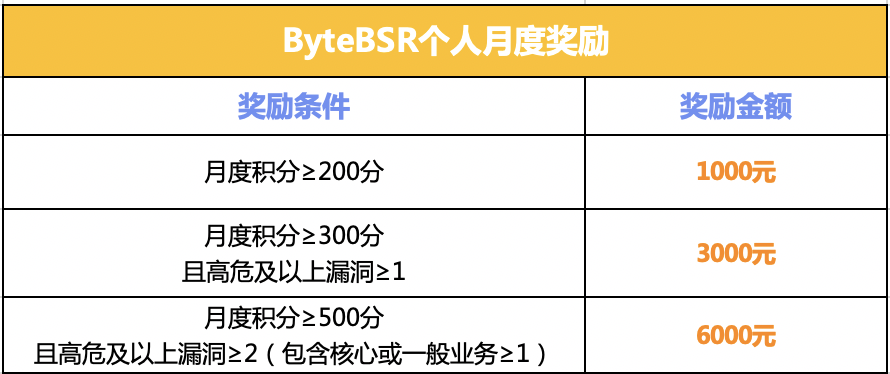 ByteBSR个人月度奖励
奖励条件
奖励金额
月度积分≥200分
1000元
月度积分≥300分
且高危及以上漏洞≥1
3000元
月度积分≥500分
且高危及以上漏洞≥2（包含核心或一般业务≥1）
6000元